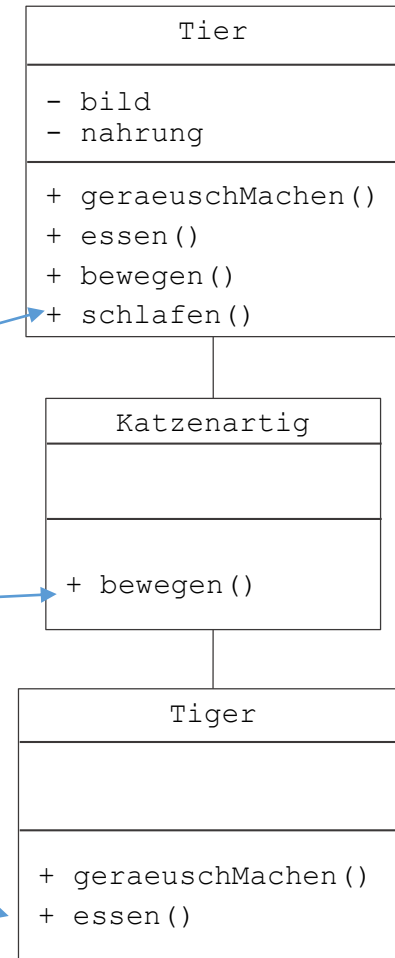 Tier
- bild
- nahrung
+ geraeuschMachen()
+ essen()
+ bewegen()
+ schlafen()
Katzenartig
+ bewegen()
Tiger
+ geraeuschMachen()
+ essen()